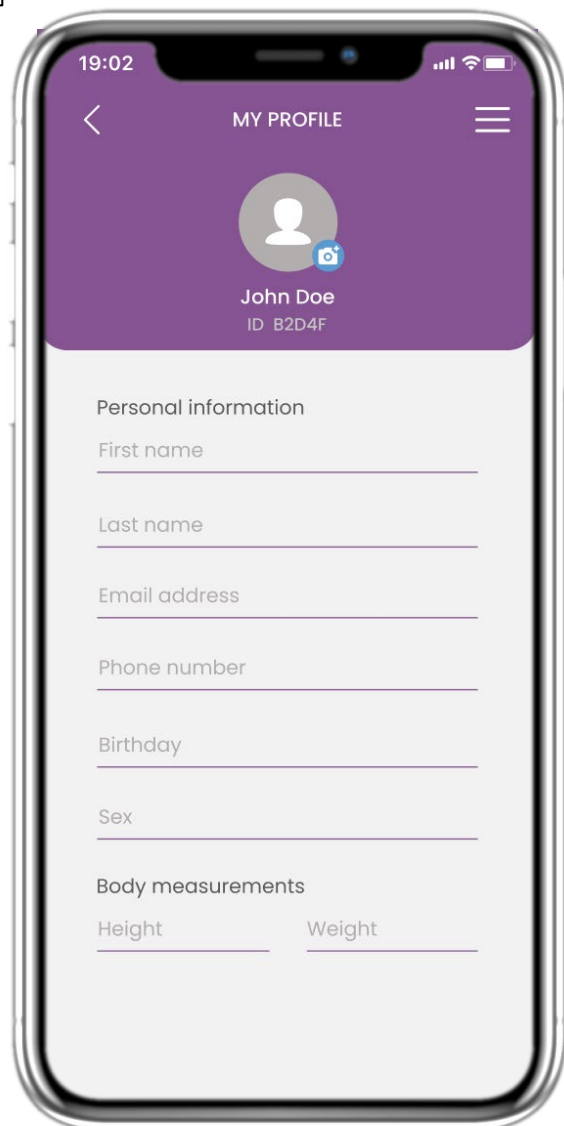 19:02
MY PROFILE
John Doe
ID B2D4F
Personal information
First name
Last name
Email address
Phone number
Birthday
Sex
Body measurements
Height Weight